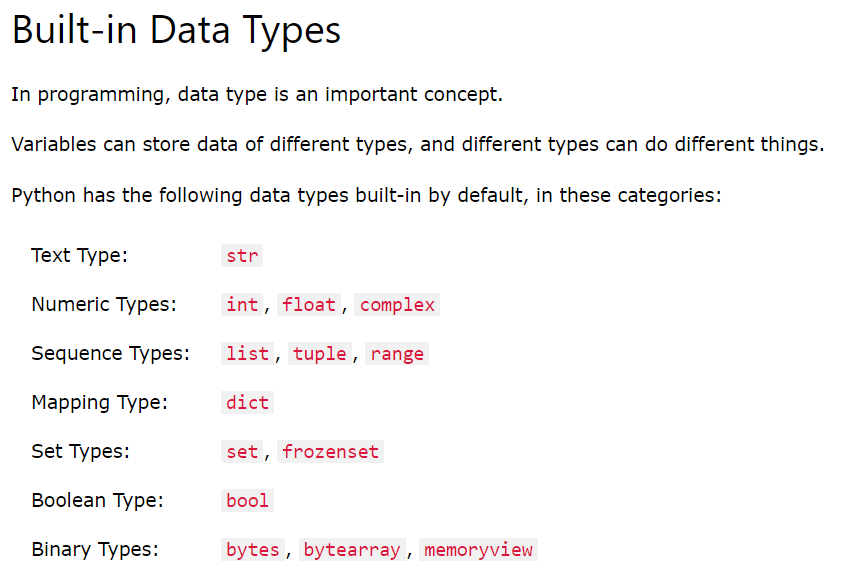 Built-in Data Types
In programming, data type is an important concept.
Variables can store data of different types, and different types can do different things.
Python has the following data types built-in by default, in these categories:
Text Type: str
Numeric Types: int, float, complex
Sequence Types: list, tuple, range
Mapping Type: dict
Set Types: set, frozenset
Boolean Type: bool
Binary Types: bytes, bytearray, memoryview